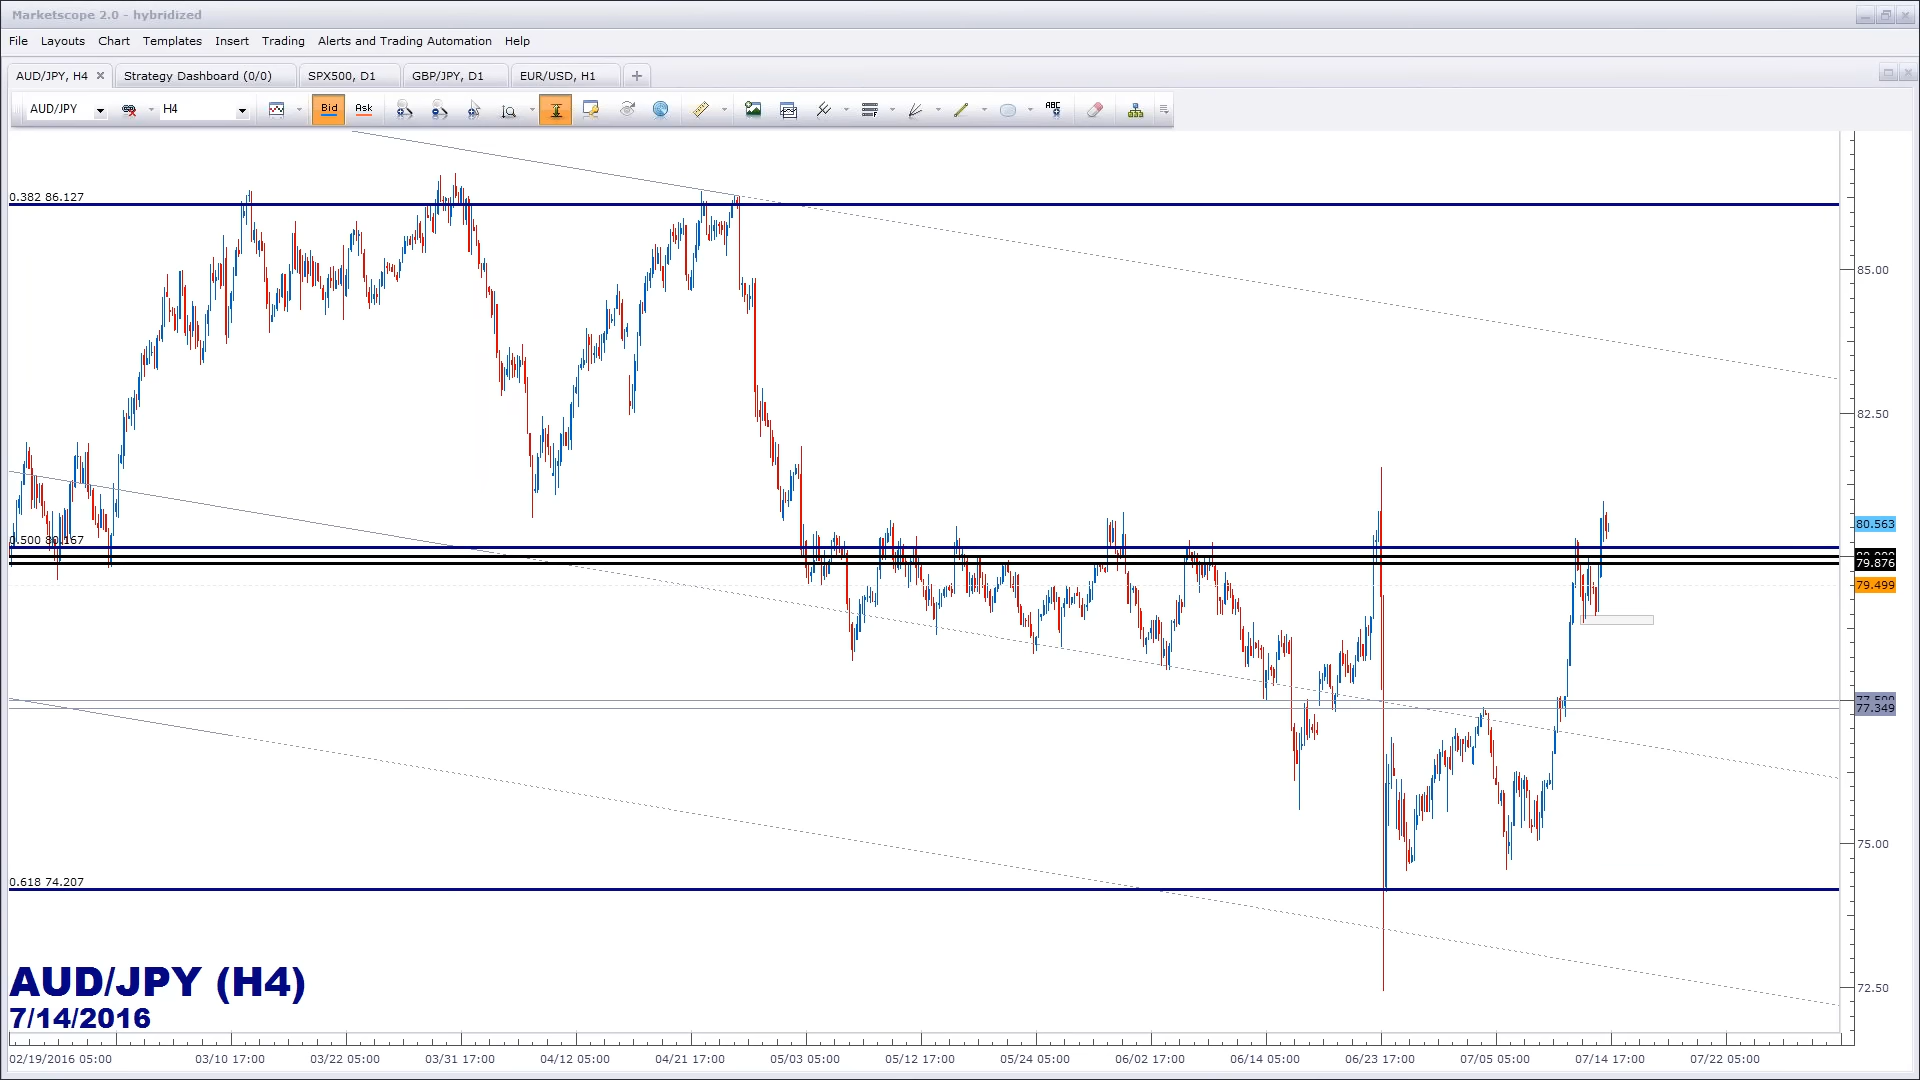 Marketscope 2.0 - hybridized
File Layouts Chart Templates Insert Trading Alerts and Trading Automation Help
AUD/JPY, H4 Strategy Dashboard (0/0) SPX500, D1 GBP/JPY, D1 EUR/USD, H1
AUD/JPY H4 Bid Ask ABC
0.382 86.127
85.00
82.50
80.563
0.500 80.167
79.876
79.499
77.349
75.00
0.618 74.207
72.50
AUD/JPY (H4)
7/14/2016
02/19/2016 05:00 03/10 17:00 03/22 05:00 03/31 17:00 04/12 05:00 04/21 17:00 05/03 05:00 05/12 17:00 05/24 05:00 06/02 17:00 06/14 05:00 06/23 17:00 07/05 05:00 07/14 17:00 07/22 05:00